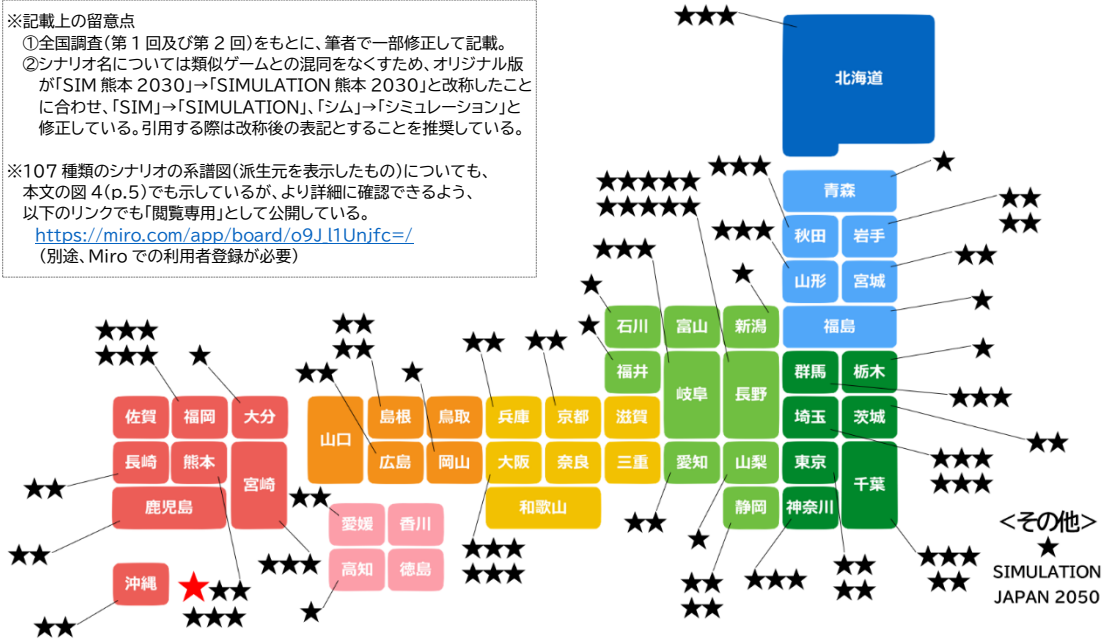 ※記載上の留意点
①全国調査(第1回及び第2回)をもとに、筆者で一部修正して記載。
②シナリオ名については類似ゲームとの混同をなくすため、オリジナル版
が「SIM 熊本 2030」→「SIMULATION 熊本 2030」と改称したこと
に合わせ、「SIM」→「SIMULATION」、「シム」→「シミュレーション」と
修正している。引用する際は改称後の表記とすることを推奨している。
※107 種類のシナリオの系譜図(派生元を表示したもの)についても、
本文の図 4(p.5)でも示しているが、より詳細に確認できるよう、
以下のリンクでも「閲覧専用」として公開している。
https://miro.com/app/board/o9J_l1Unjfc=/
(別途、Miro での利用者登録が必要)
★★★
北海道
★
青森
★★★
★★★★★
★★★★★
★★
★★
秋田 岩手
★★★
★★★
★★
山形 宮城
★
★
★
石川 富山 新潟 福島
★
★
福井 岐阜 長野 群馬 栃木
★★★
★★★
★★★
★
★★
★★
★★
★
★★
★★
佐賀 福岡 大分 山口 島根 鳥取 兵庫 京都 滋賀 埼玉 茨城
★★
長崎 熊本 宮崎 広島 岡山 大阪 奈良 三重 愛知 山梨 東京 千葉
★★★
★★★
★★
鹿児島
★★
愛媛 香川 和歌山
★★
静岡 神奈川
<その他>
★
SIMULATION
JAPAN 2050
★★
★★★
★★★
★★★
★
★★
★★
★★★
★★
沖縄
★★★
★★★
高知 徳島
★
★★
★★
★★★
★★